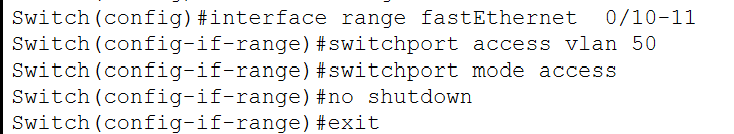 Switch(config)#interface range fastEthernet  0/10-11
Switch(config-if-range)#switchport access vlan 50
Switch(config-if-range)#switchport mode access
Switch(config-if-range)#no shutdown
Switch(config-if-range)#exit